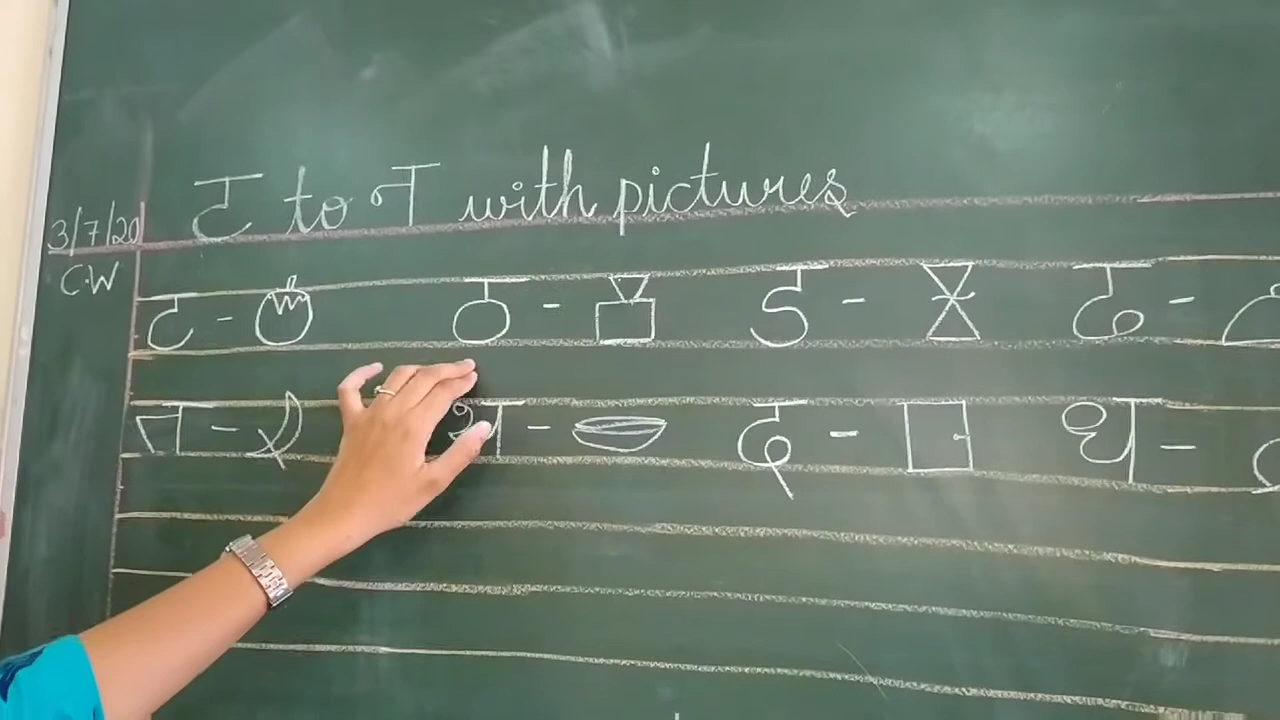 ट to न with pictures
3/7/20
C.W
ट - ठ - ड - ढ -
त - थ - द - ध -